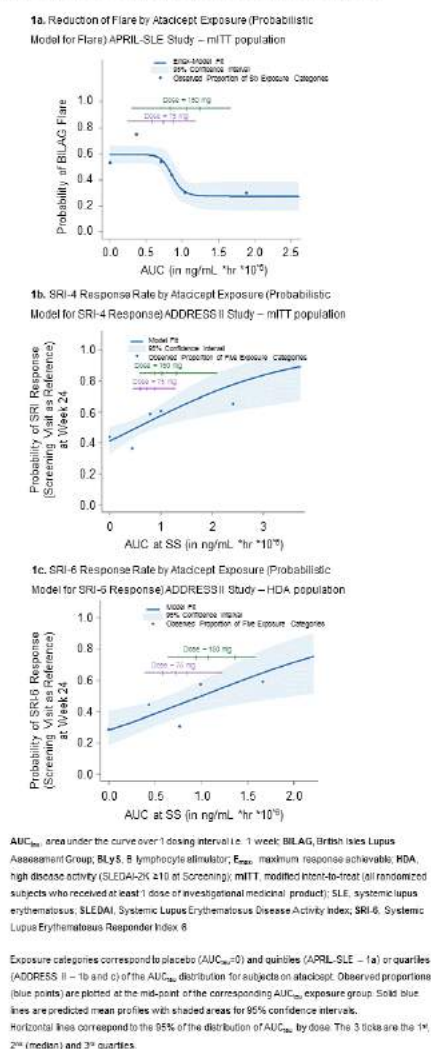 1a. Reduction of Flare by Atacicept Exposure (Probabilistic
Model for Flare) APRIL-SLE Study – mITT population
Emax-Model Fit
95% Confidence Interval
Observed Proportion of Six Exposure Categories
Dose = 150 mg
Dose = 75 mg
Probability of BILAG Flare
1.0
0.8
0.6
0.4
0.2
0.0
0.0 0.5 1.0 1.5 2.0 2.5
AUC (in ng/mL *hr *10^6)
1b. SRI-4 Response Rate by Atacicept Exposure (Probabilistic
Model for SRI-4 Response) ADDRESS II Study – mITT population
Model Fit
95% Confidence Interval
Observed Proportion of Five Exposure Categories
Dose = 150 mg
Dose = 75 mg
Probability of SRI Response
(Screening Visit as Reference)
at Week 24
1.0
0.8
0.6
0.4
0.2
0.0
0 1 2 3
AUC at SS (in ng/mL *hr *10^6)
1c. SRI-6 Response Rate by Atacicept Exposure (Probabilistic
Model for SRI-6 Response) ADDRESS II Study – HDA population
Model Fit
95% Confidence Interval
Observed Proportion of Five Exposure Categories
Dose = 150 mg
Dose = 75 mg
Probability of SRI-6 Response
(Screening Visit as Reference)
at Week 24
1.0
0.8
0.6
0.4
0.2
0.0
0.0 0.5 1.0 1.5 2.0
AUC at SS (in ng/mL *hr *10^6)
AUCtau, area under the curve over 1 dosing interval i.e. 1 week; BILAG, British Isles Lupus
Assessment Group; BLyS, B lymphocyte stimulator; Emax, maximum response achievable; HDA,
high disease activity (SLEDAI-2K ≥10 at Screening); mITT, modified intent-to-treat (all randomized
subjects who received at least 1 dose of investigational medicinal product); SLE, systemic lupus
erythematosus; SLEDAI, Systemic Lupus Erythematosus Disease Activity Index; SRI-6, Systemic
Lupus Erythematosus Responder Index 6
Exposure categories correspond to placebo (AUCtau=0) and quintiles (APRIL-SLE – 1a) or quartiles
(ADDRESS II – 1b and c) of the AUCtau distribution for subjects on atacicept. Observed proportions
(blue points) are plotted at the mid-point of the corresponding AUCtau exposure group. Solid blue
lines are predicted mean profiles with shaded areas for 95% confidence intervals.
Horizontal lines correspond to the 95% of the distribution of AUCtau by dose. The 3 ticks are the 1st,
2nd (median) and 3rd quartiles.